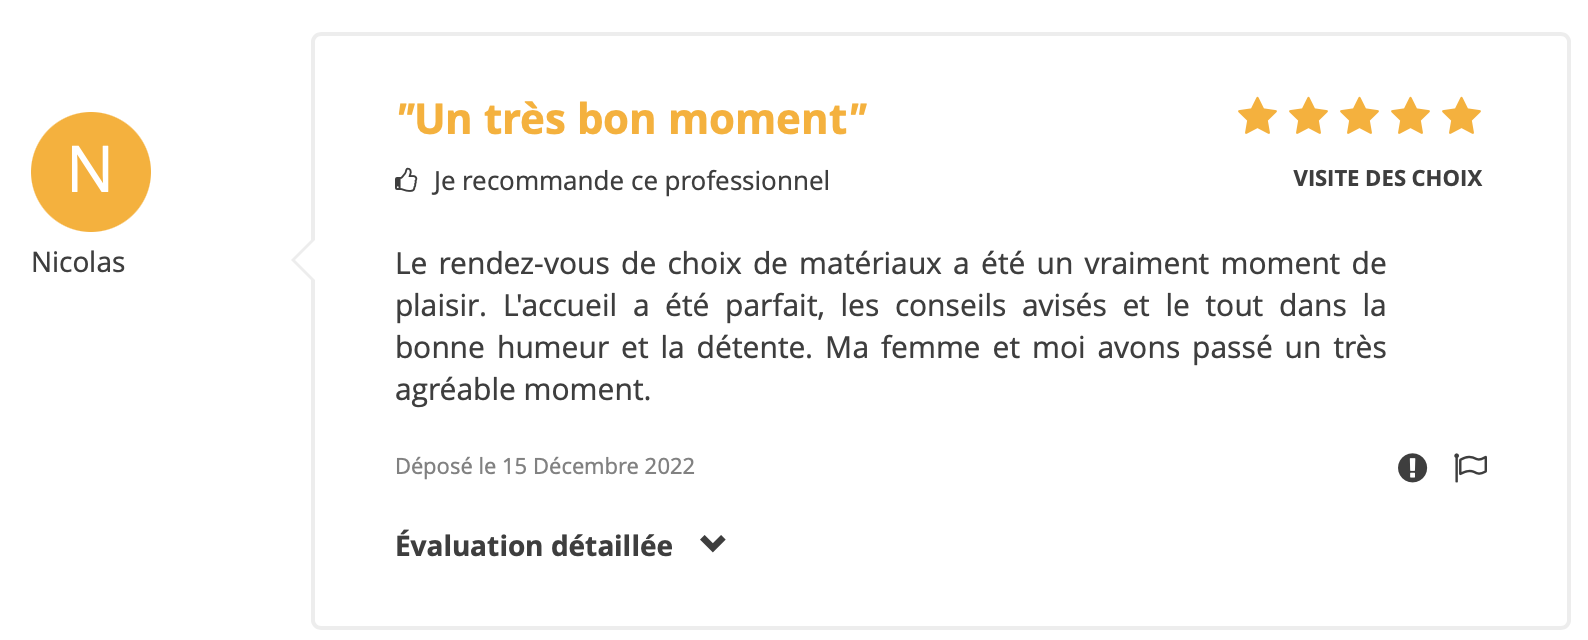 N
Nicolas
"Un très bon moment"
Je recommande ce professionnel
VISITE DES CHOIX
Le rendez-vous de choix de matériaux a été un vraiment moment de
plaisir. L'accueil a été parfait, les conseils avisés et le tout dans la
bonne humeur et la détente. Ma femme et moi avons passé un très
agréable moment.
Déposé le 15 Décembre 2022
Évaluation détaillée